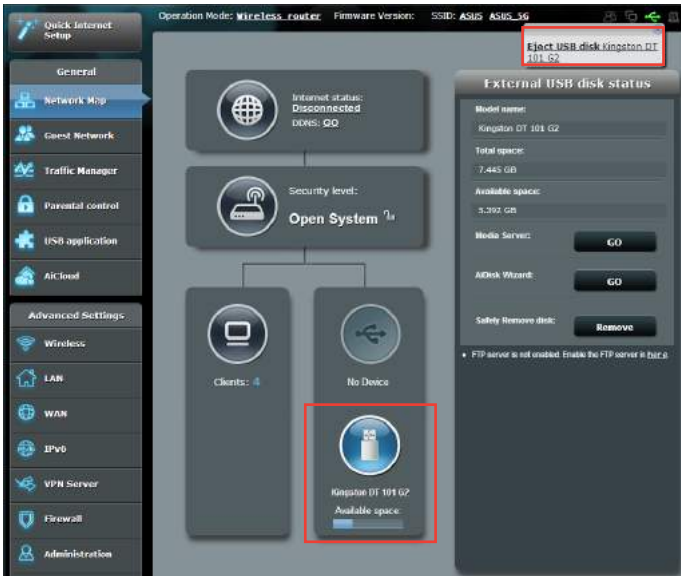 Quick Internet
Setup
Operation Mode: Wireless router Firmware Version: SSID: ASUS ASUS_5G
Eject USB disk Kingston DT
101 G2
General
Network Map
Guest Network
Traffic Manager
Parental control
USB application
AiCloud
Advanced Settings
Wireless
LAN
WAN
IPv6
VPN Server
Firewall
Administration
Internet status:
Disconnected
DDNS: GO
Security level:
Open System
Clients: 4
No Device
Kingston DT 101 G2
Available space:
External USB disk status
Model name:
Kingston DT 101 G2
Total space:
7.445 GB
Available space:
5.392 GB
Media Server:
GO
AiDisk Wizard:
GO
Safely Remove disk:
Remove
FTP server is not enabled. Enable the FTP server in here.